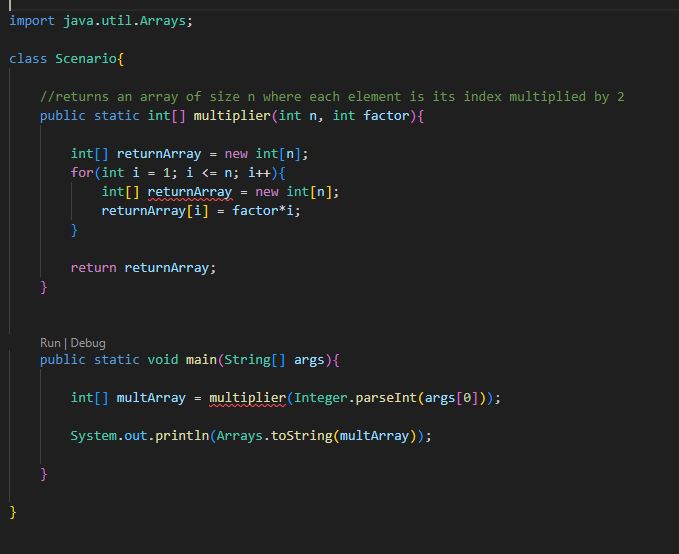 import java.util.Arrays;
class Scenario{
//returns an array of size n where each element is its index multiplied by 2
public static int[] multiplier(int n, int factor){
int[] returnArray = new int[n];
for(int i = 1; i <= n; i++){
int[] returnArray = new int[n];
returnArray[i] = factor*i;
}
return returnArray;
}
Run | Debug
public static void main(String[] args){
int[] multArray = multiplier(Integer.parseInt(args[0]));
System.out.println(Arrays.toString(multArray));
}
}